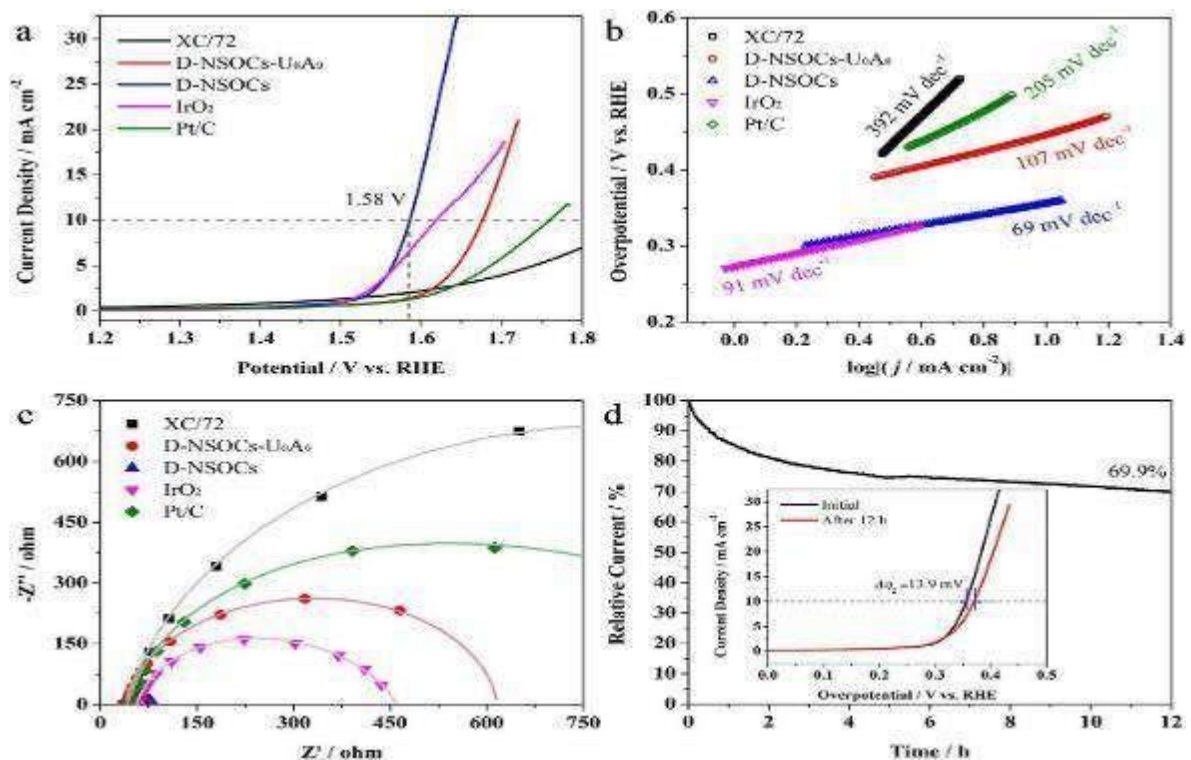 a
Current Density / mA cm⁻²
30
25
20
15
10
5
0
XC/72
D-NSOCs-U₀A₀
D-NSOCs
IrO₂
Pt/C
1.58 V
1.2 1.3 1.4 1.5 1.6 1.7 1.8
Potential / V vs. RHE
b
Overpotential / V vs. RHE
0.6
0.5
0.4
0.3
0.2
XC/72
D-NSOCs-U₀A₀
D-NSOCs
IrO₂
Pt/C
392 mV dec⁻¹
205 mV dec⁻¹
107 mV dec⁻¹
69 mV dec⁻¹
91 mV dec⁻¹
0.0 0.2 0.4 0.6 0.8 1.0 1.2 1.4
log|(j / mA cm⁻²)|
c
-Z'' / ohm
750
600
450
300
150
0
XC/72
D-NSOCs-U₀A₀
D-NSOCs
IrO₂
Pt/C
0 150 300 450 600 750
Z' / ohm
d
Relative Current / %
100
90
80
70
60
50
40
30
20
10
0
69.9%
Current Density / mA cm⁻²
30
25
20
15
10
5
0
Initial
After 12 h
=13.9 mV
0.0 0.1 0.2 0.3 0.4 0.5
Overpotential / V vs. RHE
0 2 4 6 8 10 12
Time / h